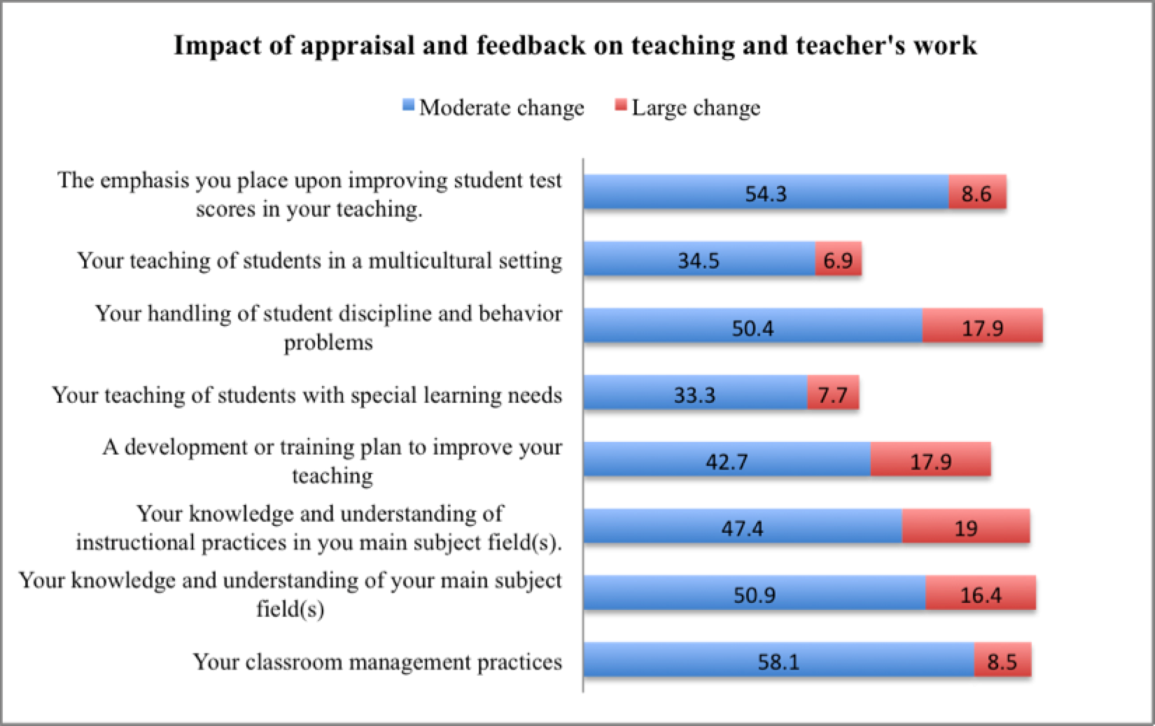 Impact of appraisal and feedback on teaching and teacher's work
Moderate change Large change
The emphasis you place upon improving student test
scores in your teaching.
54.3 8.6
Your teaching of students in a multicultural setting
34.5 6.9
Your handling of student discipline and behavior
problems
50.4 17.9
Your teaching of students with special learning needs
33.3 7.7
A development or training plan to improve your
teaching
42.7 17.9
Your knowledge and understanding of
instructional practices in you main subject field(s).
47.4 19
Your knowledge and understanding of your main subject
field(s)
50.9 16.4
Your classroom management practices
58.1 8.5